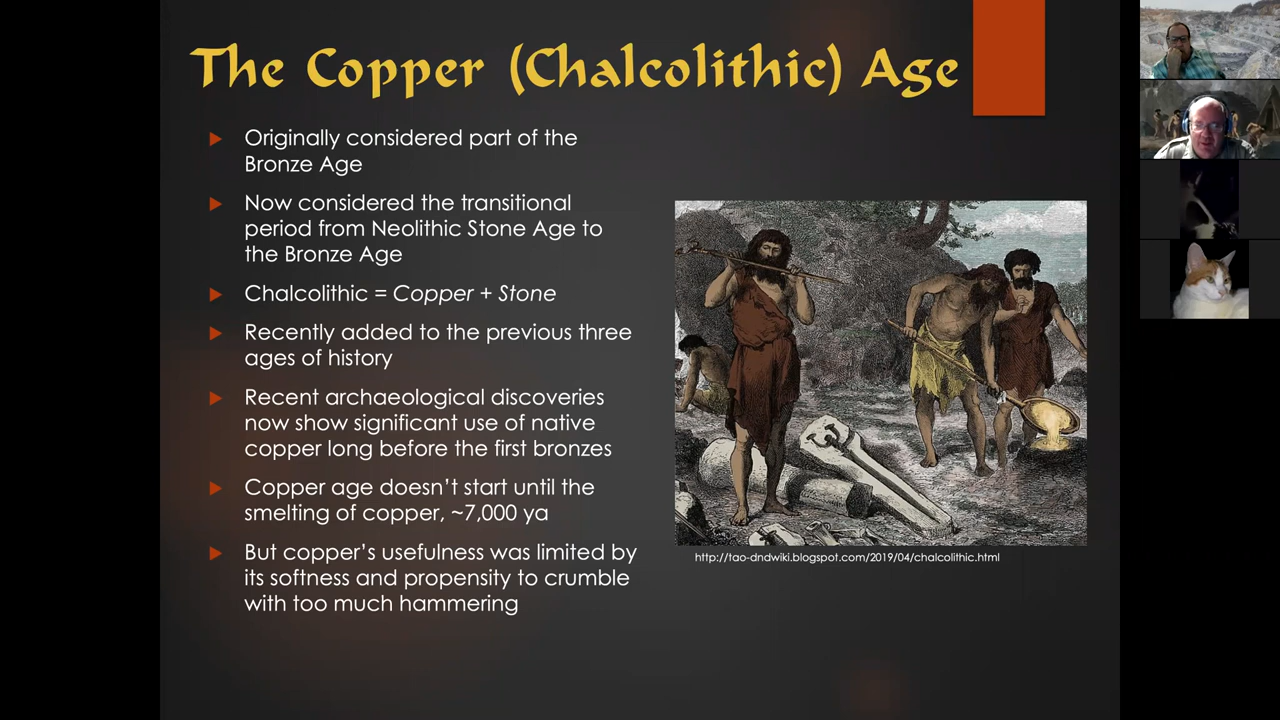 The Copper (Chalcolithic) Age
Originally considered part of the
Bronze Age
Now considered the transitional
period from Neolithic Stone Age to
the Bronze Age
Chalcolithic = Copper + Stone
Recently added to the previous three
ages of history
Recent archaeological discoveries
now show significant use of native
copper long before the first bronzes
Copper age doesn't start until the
smelting of copper, ~7,000 ya
But copper's usefulness was limited by
its softness and propensity to crumble
with too much hammering
http://tao-dndwiki.blogspot.com/2019/04/chalcolithic.html